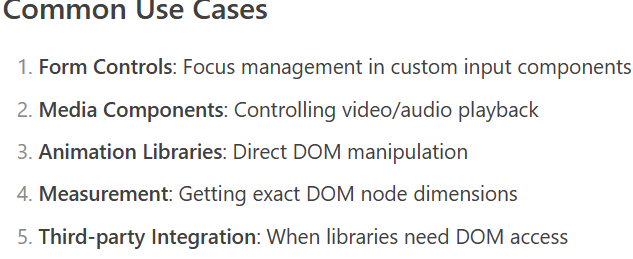 Common Use Cases
1. Form Controls: Focus management in custom input components
2. Media Components: Controlling video/audio playback
3. Animation Libraries: Direct DOM manipulation
4. Measurement: Getting exact DOM node dimensions
5. Third-party Integration: When libraries need DOM access